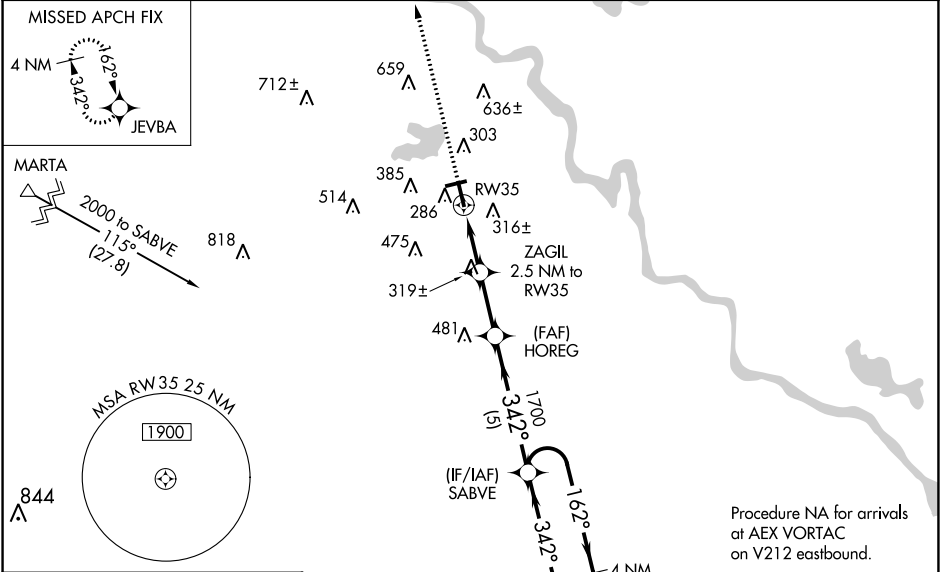 MISSED APCH FIX
4 NM
162°
342°
JEVBA
MARTA
2000 to SABVE
115°
(27.8)
712±
659
636±
303
385
RW35
514
286
316±
818
475
ZAGIL
2.5 NM to
RW35
319±
481
(FAF)
HOREG
MSA RW35 25 NM
1900
1700
342°
(5)
(IF/IAF)
SABVE
844
162°
342°
4 NM
Procedure NA for arrivals
at AEX VORTAC
on V212 eastbound.